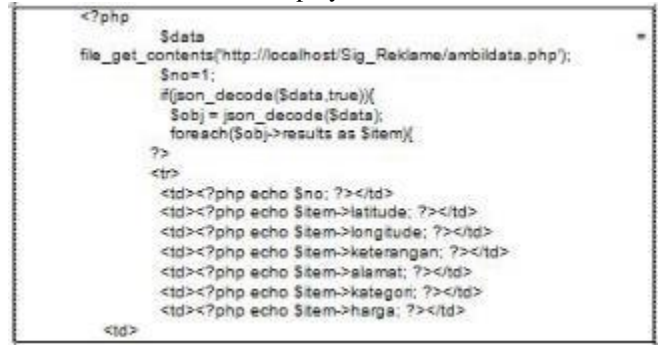 <?php
$data =
file_get_contents('http://localhost/Sig_Reklame/ambildata.php');
$no=1;
if(json_decode($data,true)){
$obj = json_decode($data);
foreach($obj->results as $item){
?>
<tr>
<td><?php echo $no; ?></td>
<td><?php echo $item->latitude; ?></td>
<td><?php echo $item->longitude; ?></td>
<td><?php echo $item->keterangan; ?></td>
<td><?php echo $item->alamat; ?></td>
<td><?php echo $item->kategori; ?></td>
<td><?php echo $item->harga; ?></td>
<td>